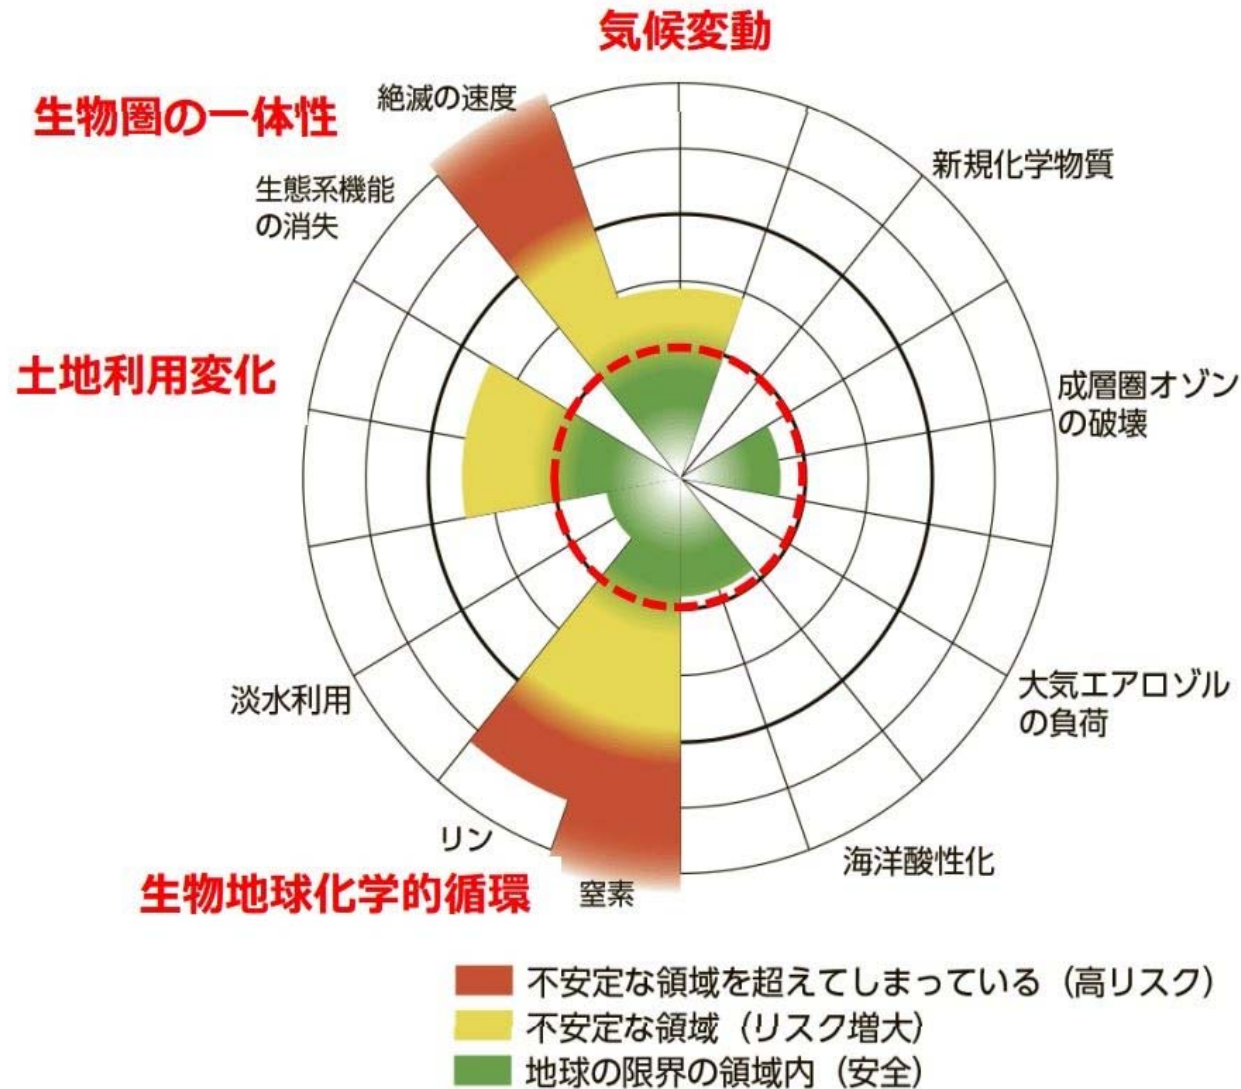 気候変動
絶滅の速度
生物圏の一体性
新規化学物質
生態系機能
の消失
土地利用変化
成層圏オゾン
の破壊
淡水利用
大気エアロゾル
の負荷
リン
海洋酸性化
生物地球化学的循環
窒素
不安定な領域を超えてしまっている（高リスク）
不安定な領域（リスク増大）
地球の限界の領域内（安全）